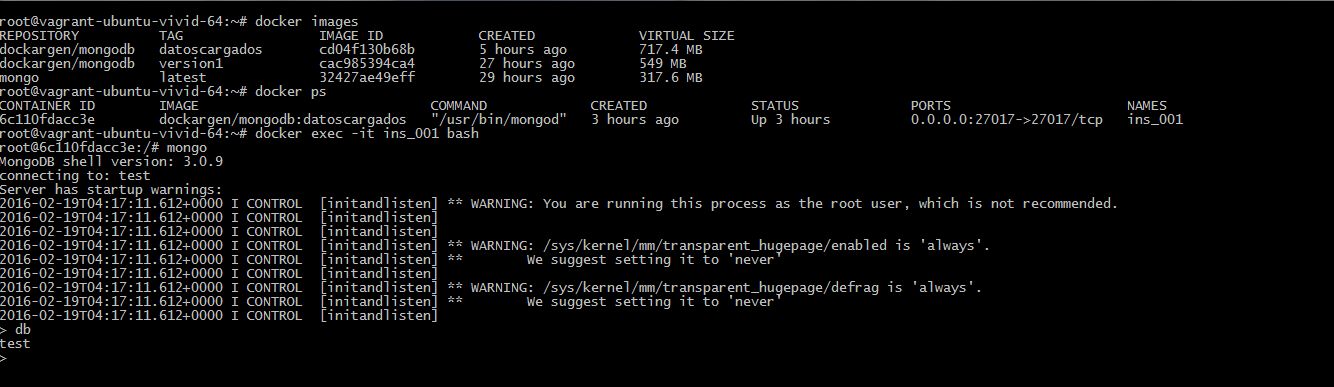 root@vagrant-ubuntu-vivid-64:~# docker images
REPOSITORY TAG IMAGE ID CREATED VIRTUAL SIZE
dockargen/mongodb datoscargados cd04f130b68b 5 hours ago 717.4 MB
dockargen/mongodb version1 cac985394ca4 27 hours ago 549 MB
mongo latest 32427ae49eff 29 hours ago 317.6 MB
root@vagrant-ubuntu-vivid-64:~# docker ps
CONTAINER ID IMAGE COMMAND CREATED STATUS PORTS NAMES
6c110fdacc3e dockargen/mongodb:datoscargados "/usr/bin/mongod" 3 hours ago Up 3 hours 0.0.0.0:27017->27017/tcp ins_001
root@vagrant-ubuntu-vivid-64:~# docker exec -it ins_001 bash
root@6c110fdacc3e:/# mongo
MongoDB shell version: 3.0.9
connecting to: test
Server has startup warnings:
2016-02-19T04:17:11.612+0000 I CONTROL [initandlisten] ** WARNING: You are running this process as the root user, which is not recommended.
2016-02-19T04:17:11.612+0000 I CONTROL [initandlisten]
2016-02-19T04:17:11.612+0000 I CONTROL [initandlisten]
2016-02-19T04:17:11.612+0000 I CONTROL [initandlisten] ** WARNING: /sys/kernel/mm/transparent_hugepage/enabled is 'always'.
2016-02-19T04:17:11.612+0000 I CONTROL [initandlisten] ** We suggest setting it to 'never'
2016-02-19T04:17:11.612+0000 I CONTROL [initandlisten]
2016-02-19T04:17:11.612+0000 I CONTROL [initandlisten] ** WARNING: /sys/kernel/mm/transparent_hugepage/defrag is 'always'.
2016-02-19T04:17:11.612+0000 I CONTROL [initandlisten] ** We suggest setting it to 'never'
2016-02-19T04:17:11.612+0000 I CONTROL [initandlisten]
> db
test
>